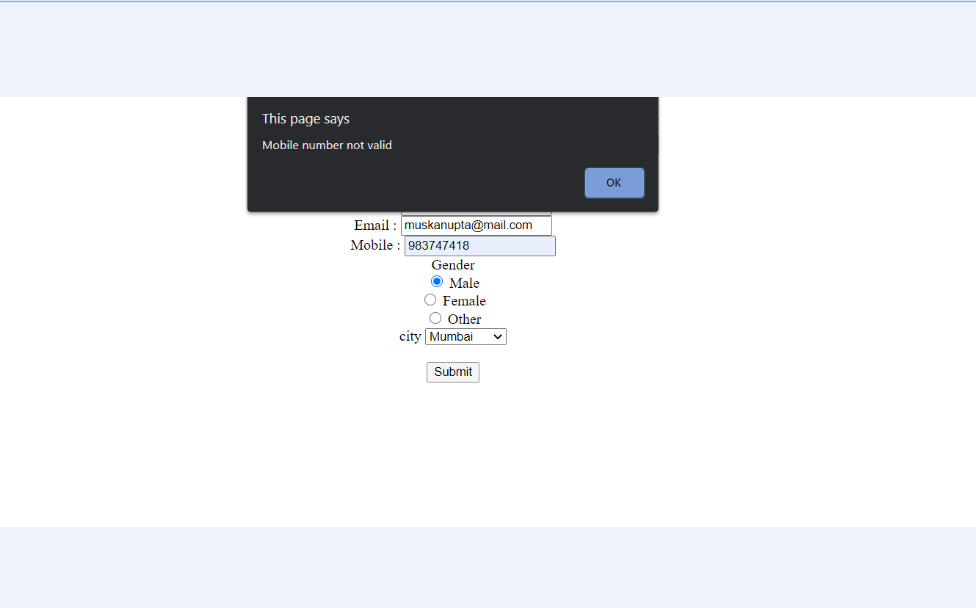 This page says
Mobile number not valid
OK
Email : muskanupta@mail.com
Mobile : 983747418
Gender
Male
Female
Other
city Mumbai
Submit